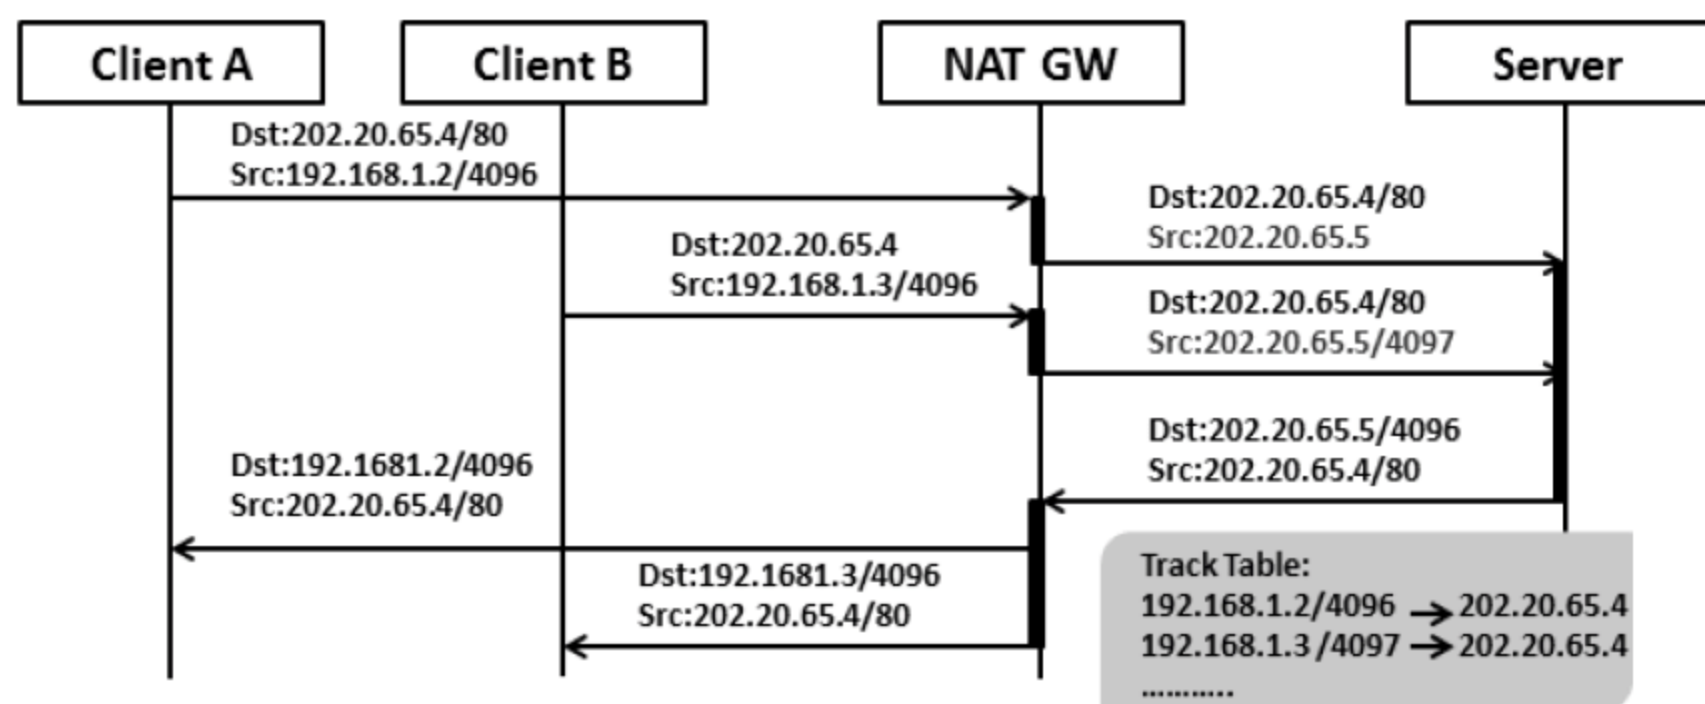 Client A
Client B
NAT GW
Server
Dst:202.20.65.4/80
Src:192.168.1.2/4096
Dst:202.20.65.4/80
Src:202.20.65.5
Dst:202.20.65.4
Src:192.168.1.3/4096
Dst:202.20.65.4/80
Src:202.20.65.5/4097
Dst:202.20.65.5/4096
Src:202.20.65.4/80
Dst:192.1681.2/4096
Src:202.20.65.4/80
Dst:192.1681.3/4096
Src:202.20.65.4/80
Track Table:
192.168.1.2/4096 → 202.20.65.4
192.168.1.3 /4097 → 202.20.65.4
...........